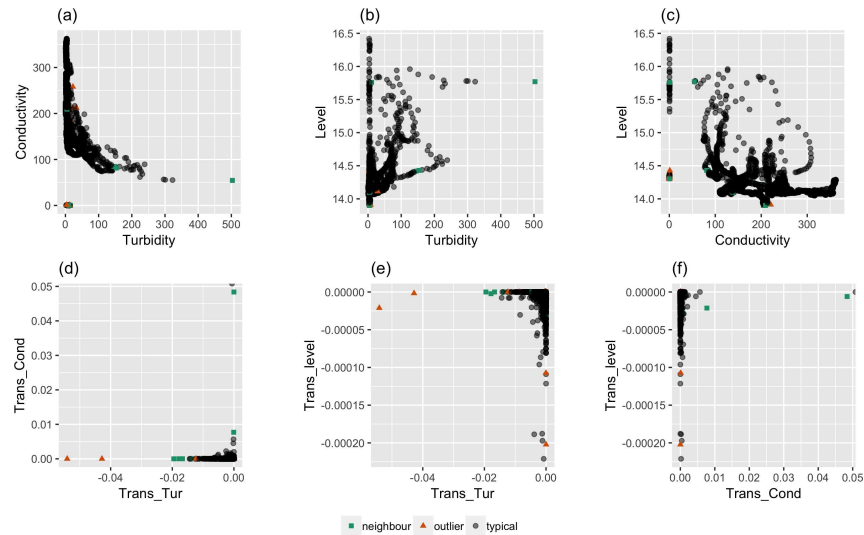 (a)
Conductivity
300
200
100
0
0 100 200 300 400 500
Turbidity
(b)
Level
16.5
16.0
15.5
15.0
14.5
14.0
0 100 200 300 400 500
Turbidity
(c)
Level
16.5
16.0
15.5
15.0
14.5
14.0
0 100 200 300
Conductivity
(d)
Trans_Cond
0.05
0.04
0.03
0.02
0.01
0.00
-0.04 -0.02 0.00
Trans_Tur
(e)
Trans_level
0.00000
-0.00005
-0.00010
-0.00015
-0.00020
-0.04 -0.02 0.00
Trans_Tur
(f)
Trans_level
0.00000
-0.00005
-0.00010
-0.00015
-0.00020
0.00 0.01 0.02 0.03 0.04 0.05
Trans_Cond
neighbour outlier typical